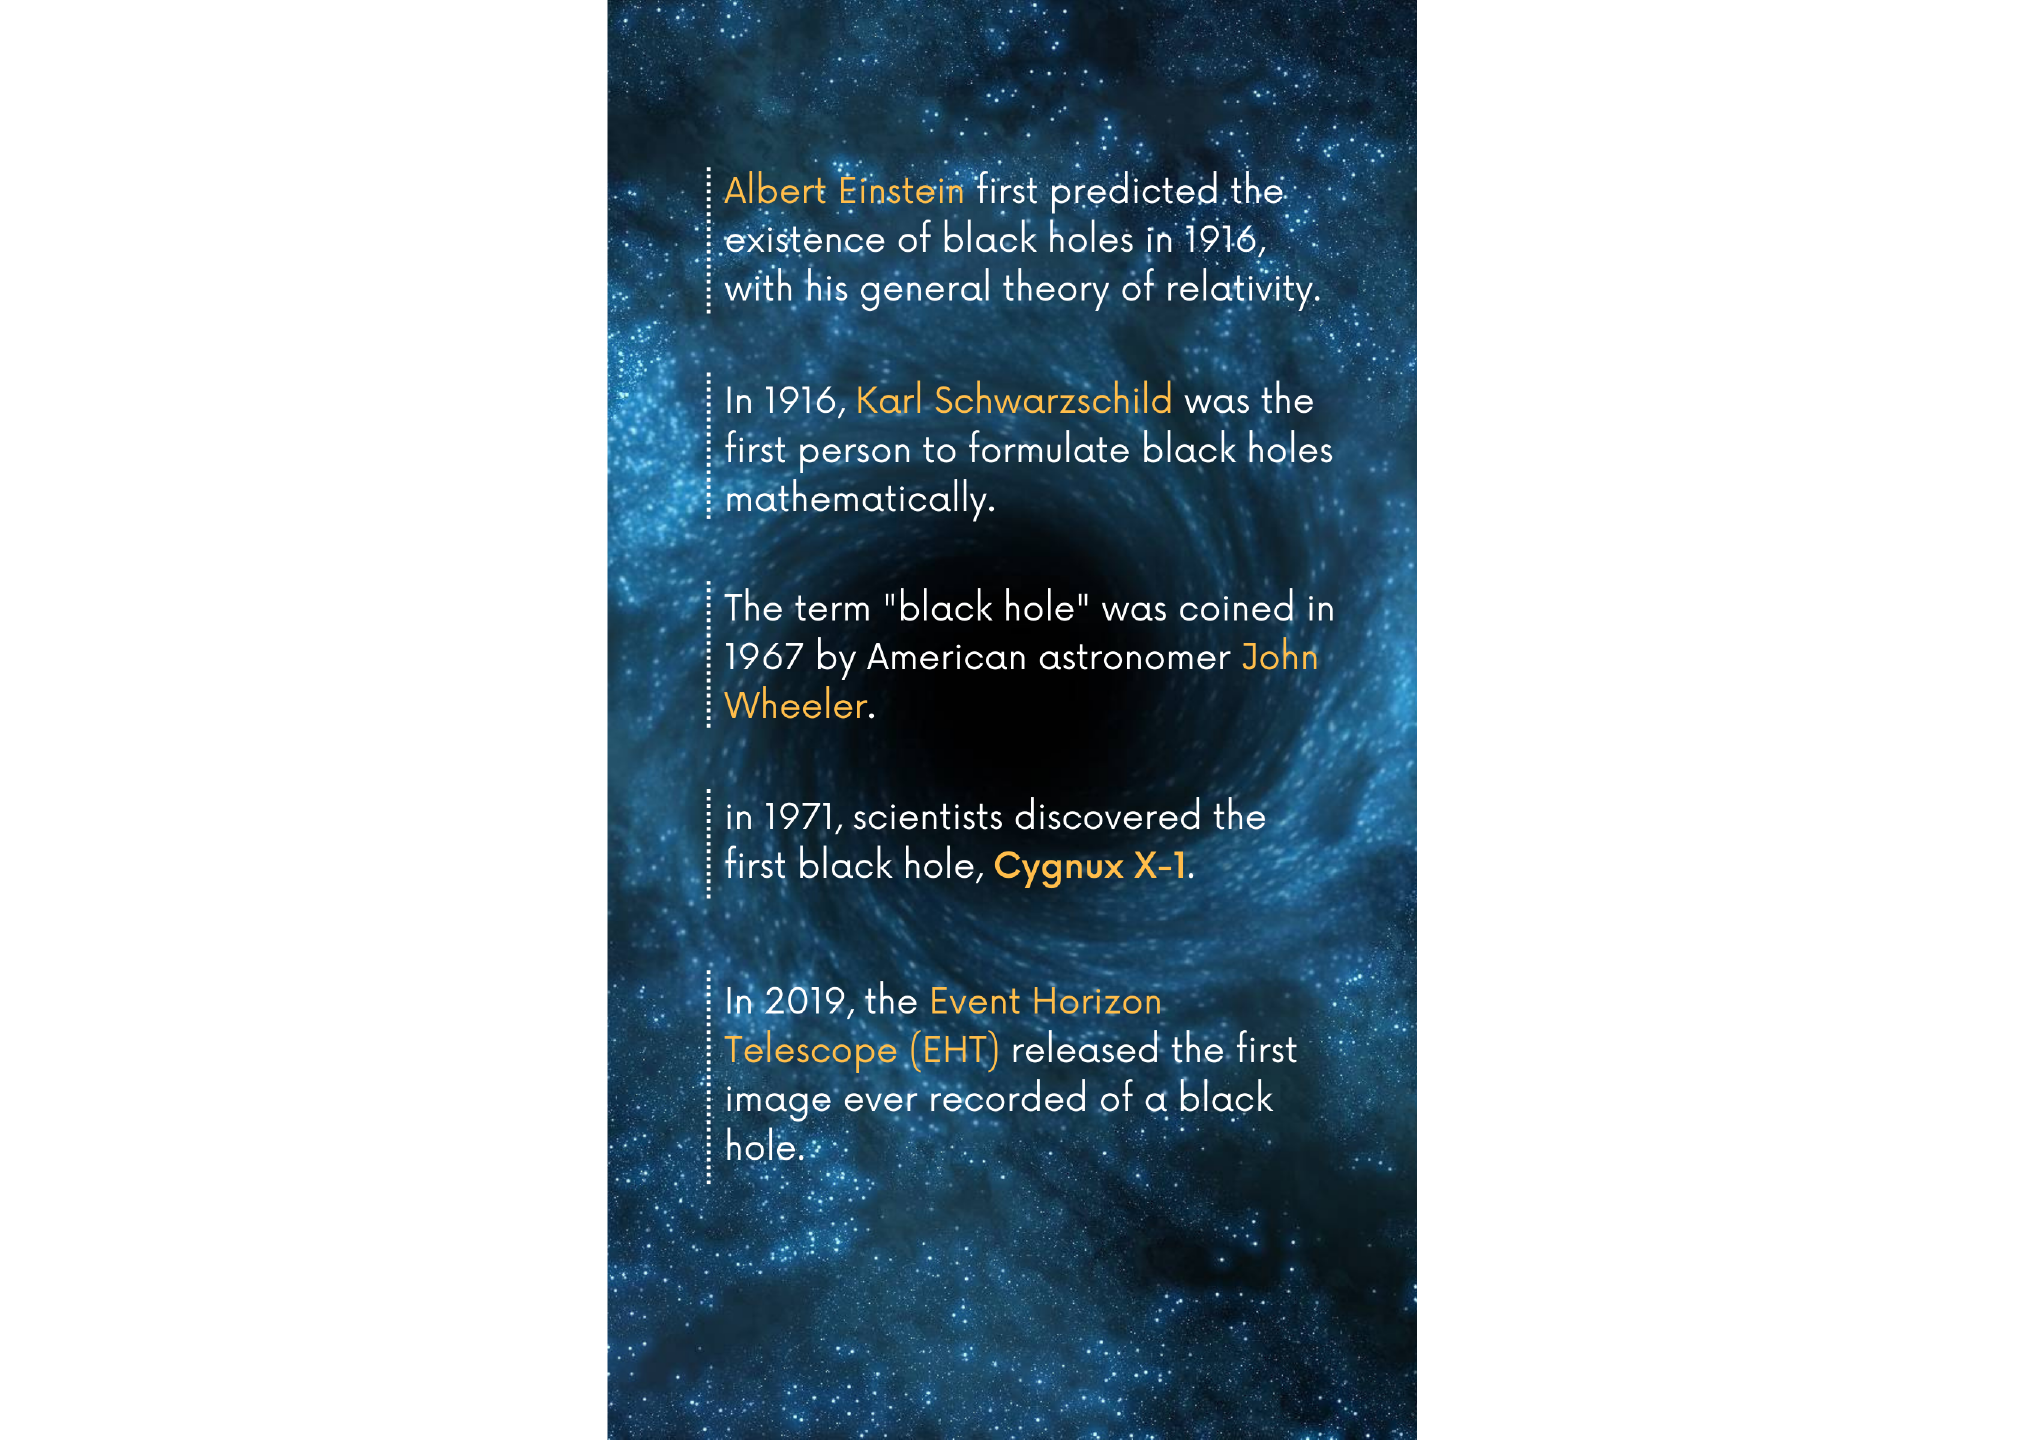 Albert Einstein first predicted the
existence of black holes in 1916,
with his general theory of relativity.
In 1916, Karl Schwarzschild was the
first person to formulate black holes
mathematically.
The term "black hole" was coined in
1967 by American astronomer John
Wheeler.
in 1971, scientists discovered the
first black hole, Cygnux X-1.
In 2019, the Event Horizon
Telescope (EHT) released the first
image ever recorded of a black
hole.